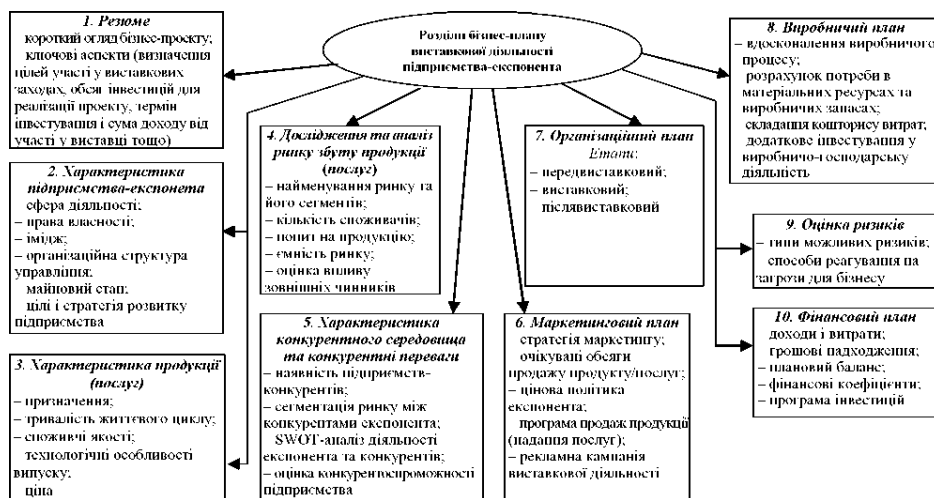 Розділи бізнес-плану
виставкової діяльності
підприємства-експонента
1. Резюме
короткий огляд бізнес-проекту;
ключові аспекти (визначення
цілей участі у виставкових
заходах, обсяг інвестицій для
реалізації проекту, термін
інвестування і сума доходу від
участі у виставці тощо)
2. Характеристика
підприємства-експонента
сфера діяльності;
– права власності;
– імідж;
– організаційна структура
управління;
майновий стан;
цілі і стратегія розвитку
підприємства
3. Характеристика продукції
(послуг)
– призначення;
– тривалість життєвого циклу;
– споживчі якості;
технологічні особливості
випуску;
ціна
4. Дослідження та аналіз
ринку збуту продукції
(послуг)
– найменування ринку та
його сегментів;
– кількість споживачів;
– попит на продукцію;
– ємність ринку;
– оцінка впливу
зовнішніх чинників
5. Характеристика
конкурентного середовища
та конкурентні переваги
– наявність підприємств-
конкурентів;
– сегментація ринку між
конкурентами експонента;
SWOT-аналіз діяльності
експонента та конкурентів;
– оцінка конкурентоспроможності
підприємства
6. Маркетинговий план
стратегія маркетингу;
очікувані обсяги
продажу продукту/послуг;
– цінова політика
експонента;
програма продаж продукції
(надання послуг);
– рекламна кампанія
виставкової діяльності
7. Організаційний план
Етапи:
– передвиставковий;
– виставковий;
післявиставковий
8. Виробничий план
– вдосконалення виробничого
процесу;
розрахунок потреби в
матеріальних ресурсах та
виробничих запасах;
складання кошторису витрат;
– додаткове інвестування у
виробничо-господарську
діяльність
9. Оцінка ризиків
– типи можливих ризиків;
способи реагування на
загрози для бізнесу
10. Фінансовий план
доходи і витрати;
грошові надходження;
– плановий баланс;
– фінансові коефіцієнти;
– програма інвестицій